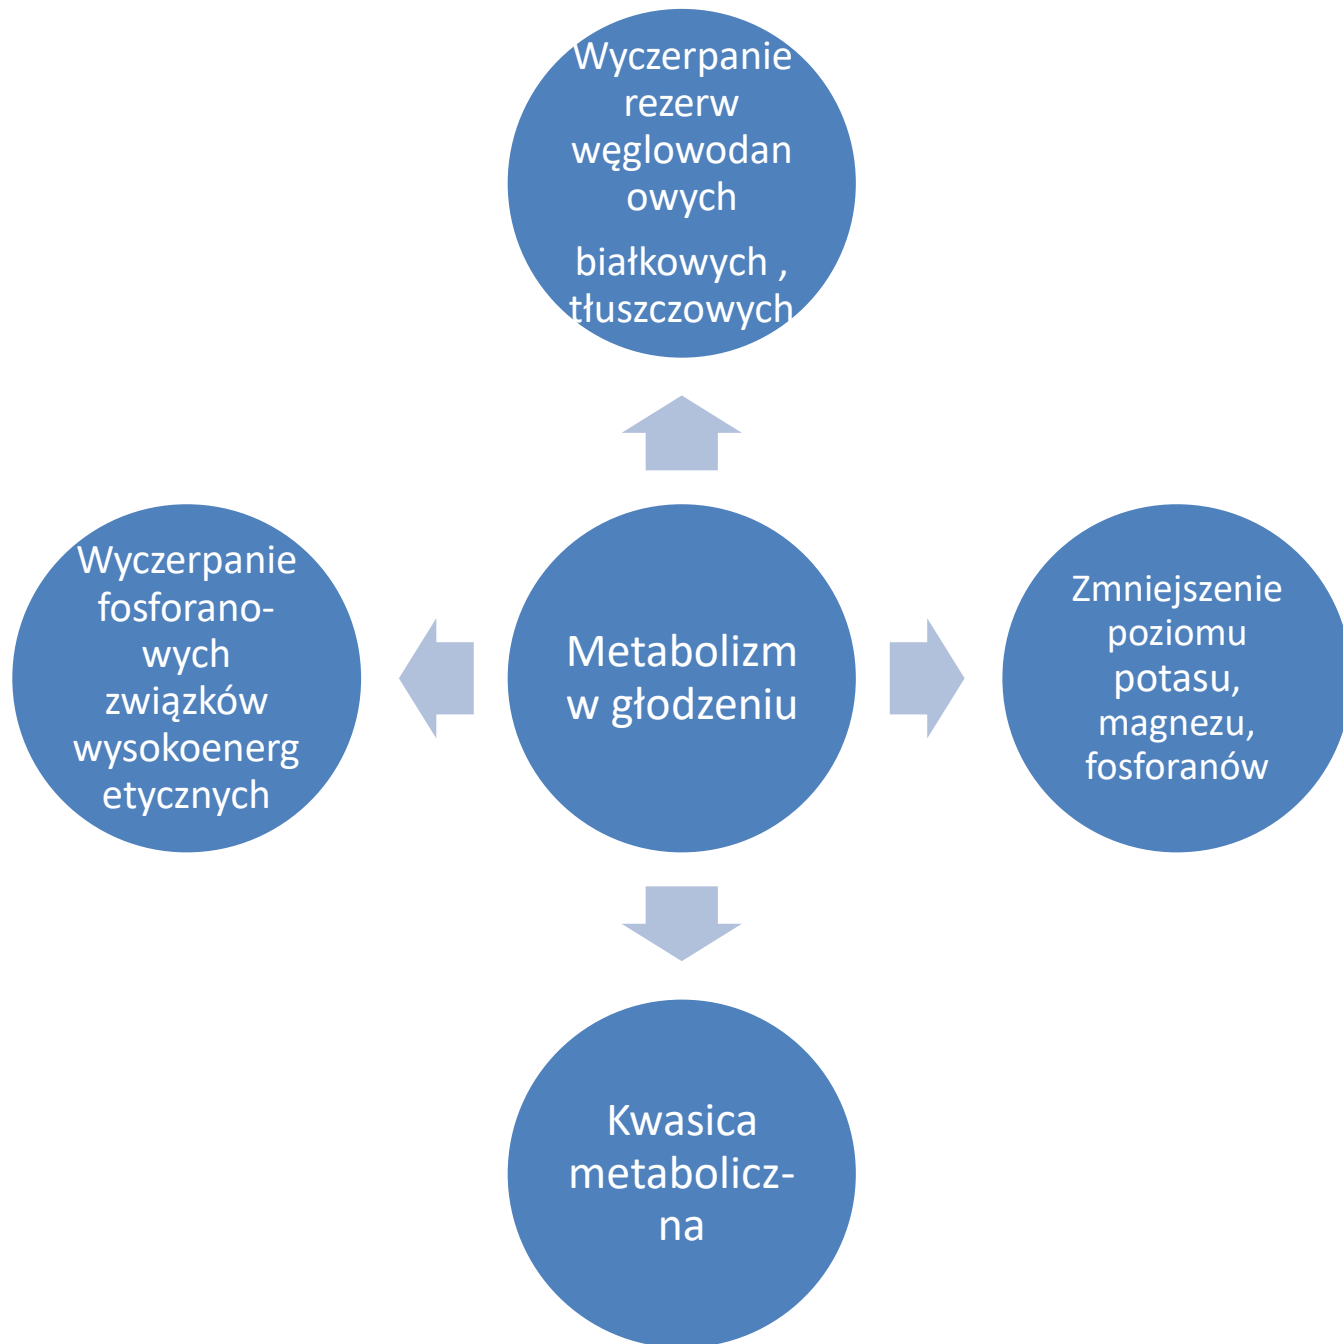 Wyczerpanie
rezerw
węglowodan
owych
białkowych ,
tłuszczowych
Wyczerpanie
fosforano-
wych
związków
wysokoenerg
etycznych
Metabolizm
w głodzeniu
Zmniejszenie
poziomu
potasu,
magnezu,
fosforanów
Kwasica
metabolicz-
na